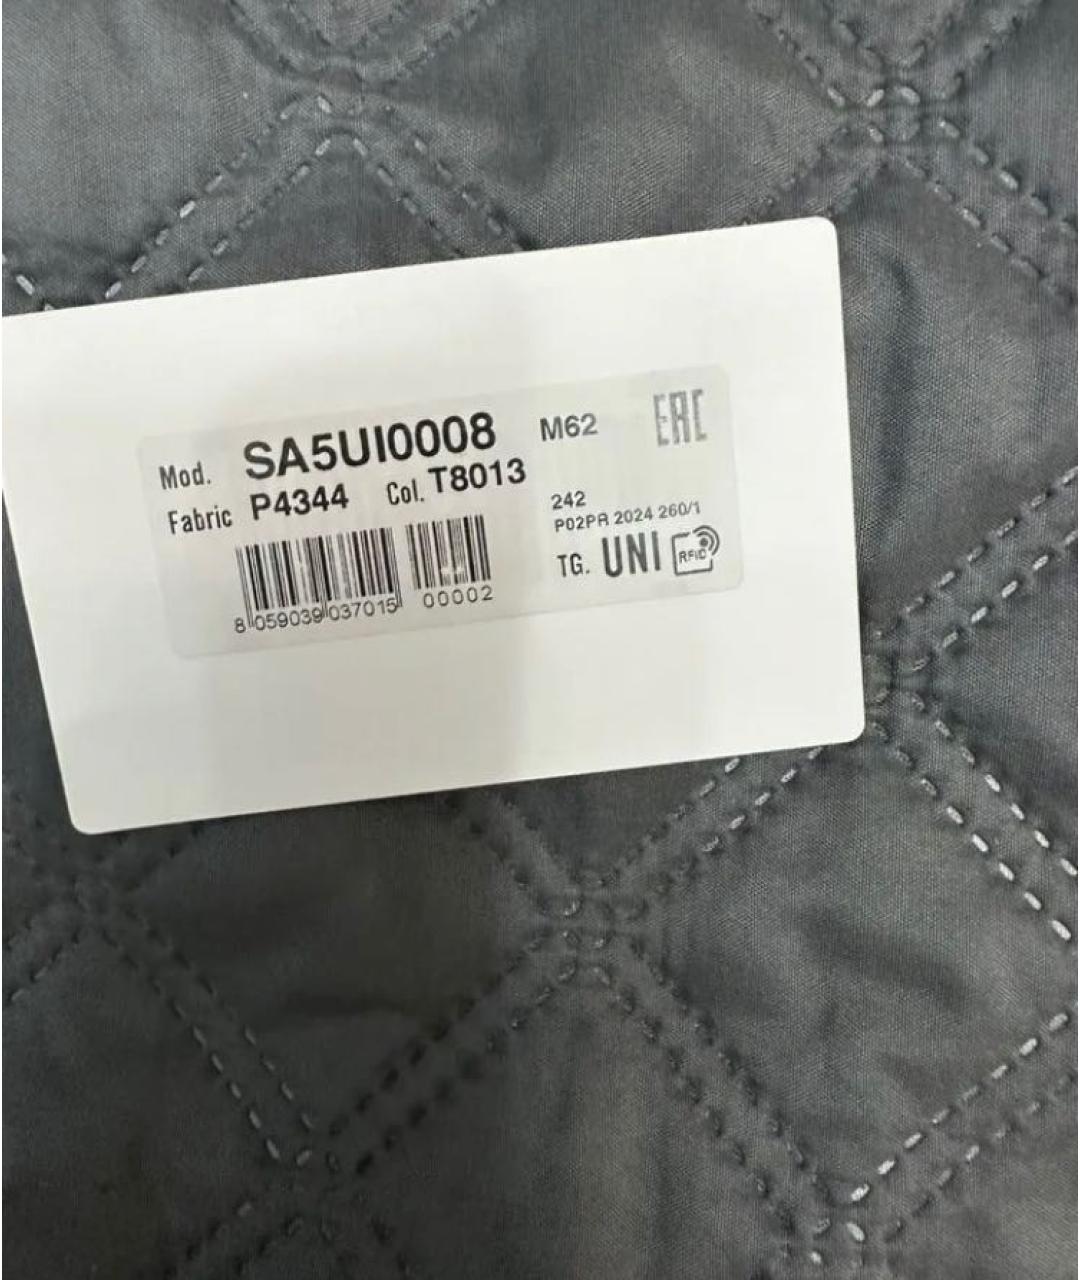 Mod. SA5UI0008 M62 EAC
Fabric P4344 Col. T8013
242
P02PA 2024 260/1
TG. UNI RFID
8 059039 037015 00002